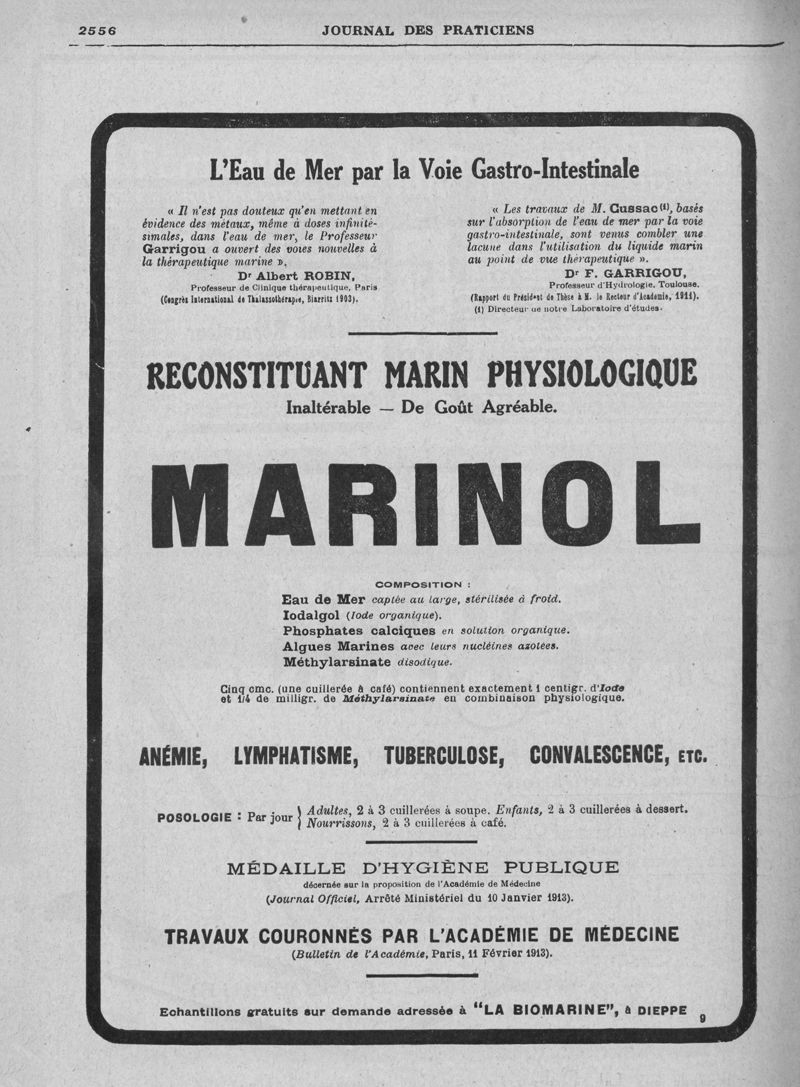 2556
JOURNAL DES PRATICIENS
L'Eau de Mer par la Voie Gastro-Intestinale
« Il n'est pas douteux qu'en mettant en
évidence des métaux, même à doses infinité-
simales, dans l'eau de mer, le Professeur
Garrigou a ouvert des voies nouvelles à
la thérapeutique marine ».
Dr Albert ROBIN,
Professeur de Clinique thérapeutique, Paris
(Congrès International de Thalassothérapie, Biarritz 1903).
« Les travaux de M. Cussac(1), basés
sur l'absorption de l'eau de mer par la voie
gastro-intestinale, sont venus combler une
lacune dans l'utilisation du liquide marin
au point de vue thérapeutique ».
Dr F. GARRIGOU,
Professeur d'Hydrologie, Toulouse.
(Rapport du Président de Thèse à M. le Recteur d'Académie, 1911).
(1) Directeur de notre Laboratoire d'études.
RECONSTITUANT MARIN PHYSIOLOGIQUE
Inaltérable — De Goût Agréable.
MARINOL
COMPOSITION :
Eau de Mer captée au large, stérilisée à froid.
Iodalgol (Iode organique).
Phosphates calciques en solution organique.
Algues Marines avec leurs nucléines azotées.
Méthylarsinate disodique.
Cinq cmc. (une cuillerée à café) contiennent exactement 1 centigr. d'Iode
et 1/4 de milligr. de Méthylarsinate en combinaison physiologique.
ANÉMIE, LYMPHATISME, TUBERCULOSE, CONVALESCENCE, ETC.
POSOLOGIE : Par jour } Adultes, 2 à 3 cuillerées à soupe. Enfants, 2 à 3 cuillerées à dessert.
Nourrissons, 2 à 3 cuillerées à café.
MÉDAILLE D'HYGIÈNE PUBLIQUE
décernée sur la proposition de l'Académie de Médecine
(Journal Officiel, Arrêté Ministériel du 10 Janvier 1913).
TRAVAUX COURONNÉS PAR L'ACADÉMIE DE MÉDECINE
(Bulletin de l'Académie, Paris, 11 Février 1913).
Echantillons gratuits sur demande adressée à "LA BIOMARINE", à DIEPPE
9